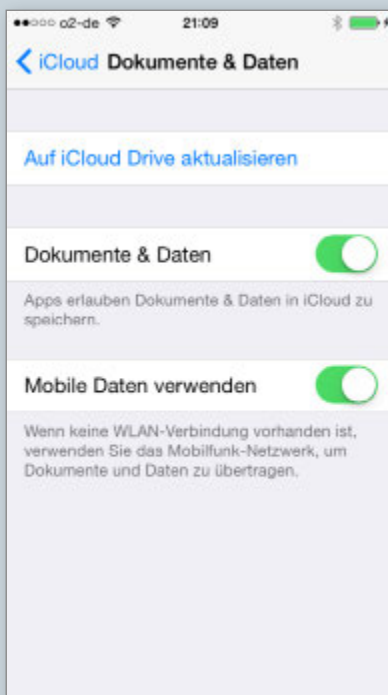 o2-de 21:09
iCloud Dokumente & Daten
Auf iCloud Drive aktualisieren
Dokumente & Daten
Apps erlauben Dokumente & Daten in iCloud zu
speichern.
Mobile Daten verwenden
Wenn keine WLAN-Verbindung vorhanden ist,
verwenden Sie das Mobilfunk-Netzwerk, um
Dokumente und Daten zu übertragen.